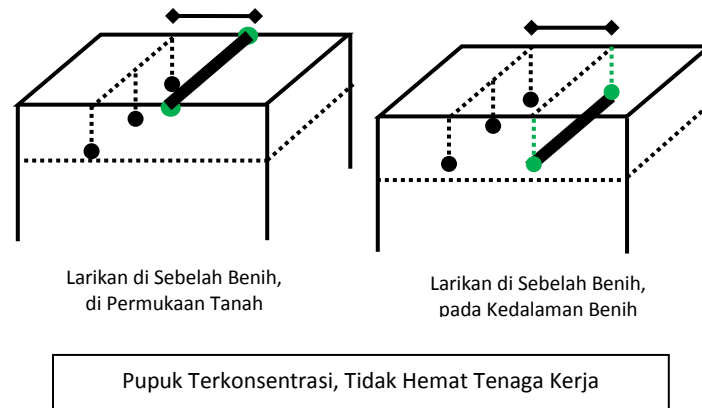 Larikan di Sebelah Benih,
di Permukaan Tanah
Larikan di Sebelah Benih,
pada Kedalaman Benih
Pupuk Terkonsentrasi, Tidak Hemat Tenaga Kerja